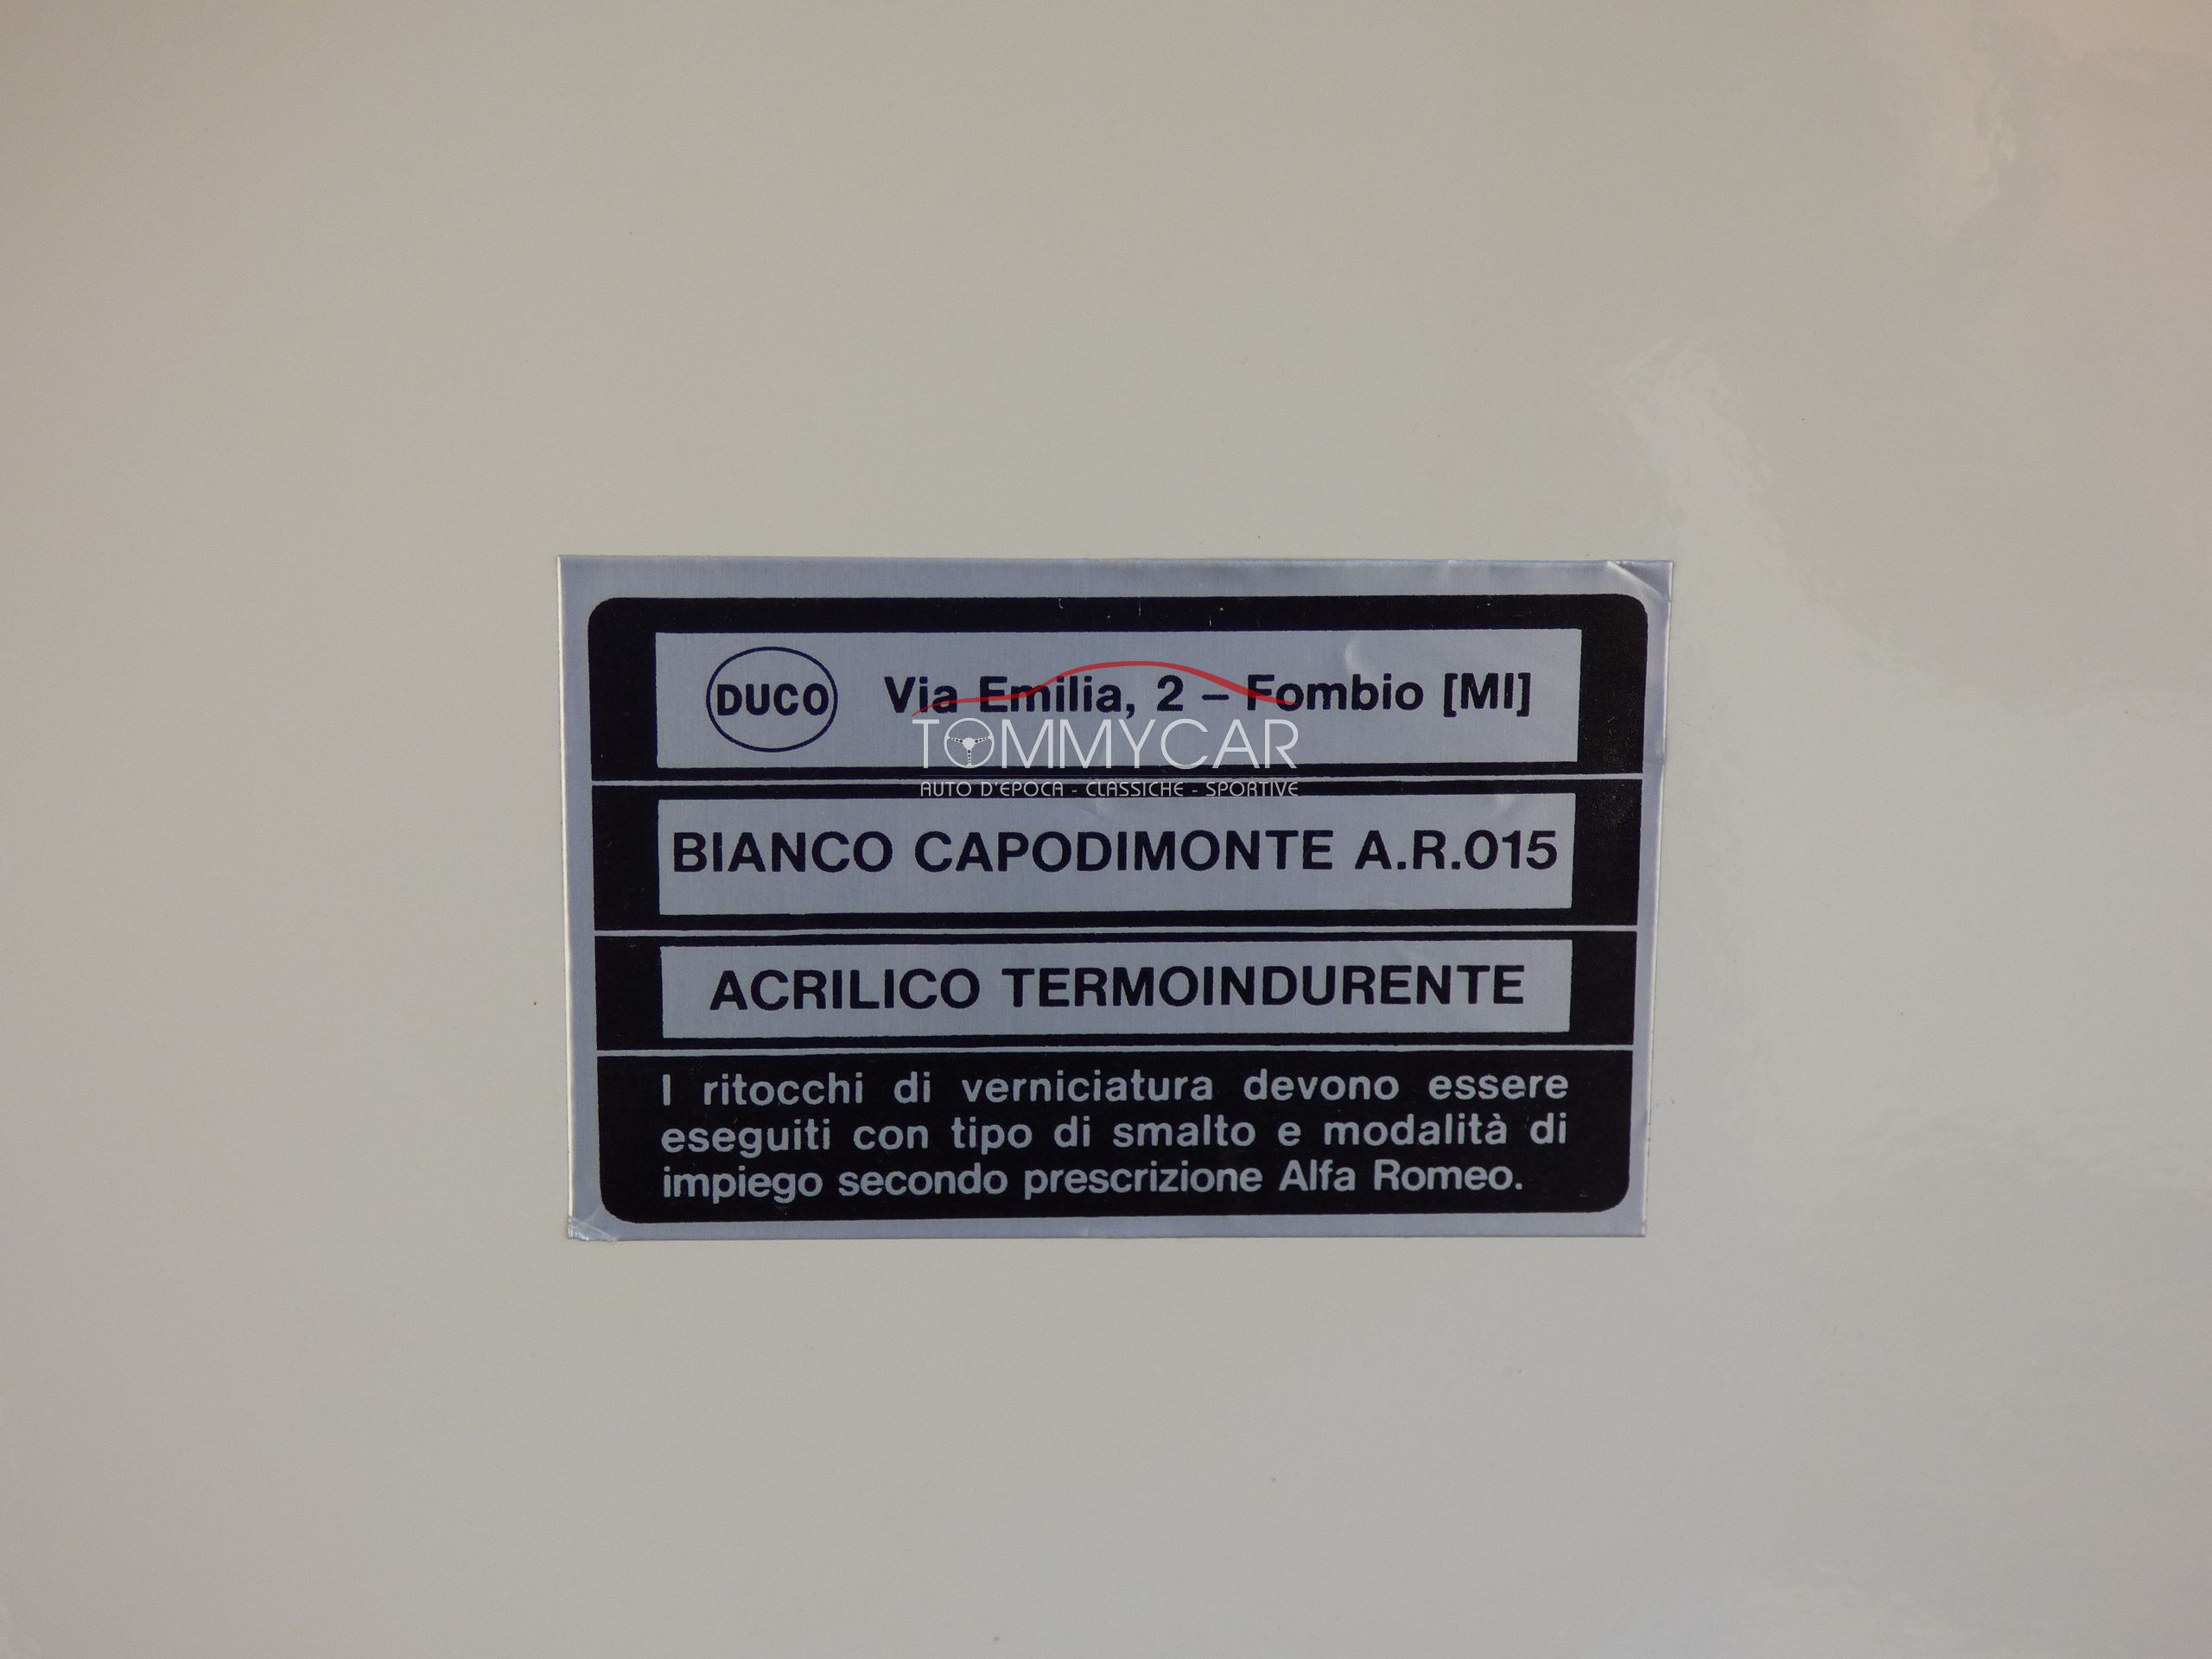 DUCO Via Emilia, 2 – Fombio [MI]
TOMMYCAR
AUTO D'EPOCA - CLASSICHE - SPORTIVE
BIANCO CAPODIMONTE A.R.015
ACRILICO TERMOINDURENTE
I ritocchi di verniciatura devono essere
eseguiti con tipo di smalto e modalità di
impiego secondo prescrizione Alfa Romeo.